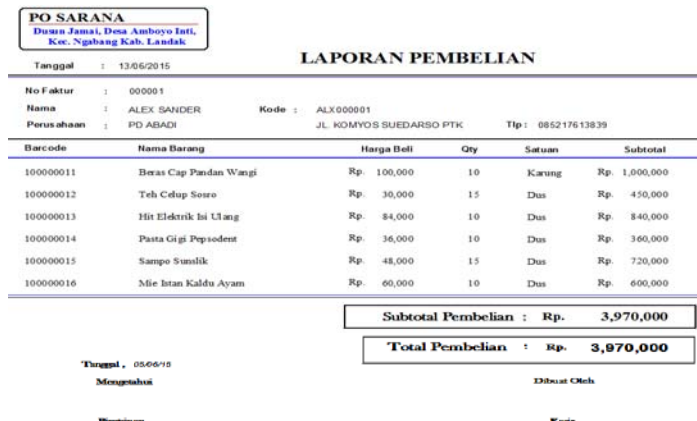 PO SARANA
Dusun Jamai, Desa Amboyo Inti,
Kec. Ngabang Kab. Landak
LAPORAN PEMBELIAN
Tanggal : 13/06/2015
No Faktur : 000001
Nama : ALEX SANDER Kode : ALX000001
Perusahaan : PD ABADI JL. KOMYOS SUEDARSO PTK Tlp : 085217613839
Barcode Nama Barang Harga Beli Qty Satuan Subtotal
100000011 Beras Cap Pandan Wangi Rp. 100,000 10 Karung Rp. 1,000,000
100000012 Teh Celup Sosro Rp. 30,000 15 Dus Rp. 450,000
100000013 Hit Elektrik Isi Ulang Rp. 84,000 10 Dus Rp. 840,000
100000014 Pasta Gigi Pepsodent Rp. 36,000 10 Dus Rp. 360,000
100000015 Sampo Sunslik Rp. 48,000 15 Dus Rp. 720,000
100000016 Mie Istan Kaldu Ayam Rp. 60,000 10 Dus Rp. 600,000
Subtotal Pembelian : Rp. 3,970,000
Total Pembelian : Rp. 3,970,000
Tanggal , 05/06/15
Mengetahui Dibuat Oleh